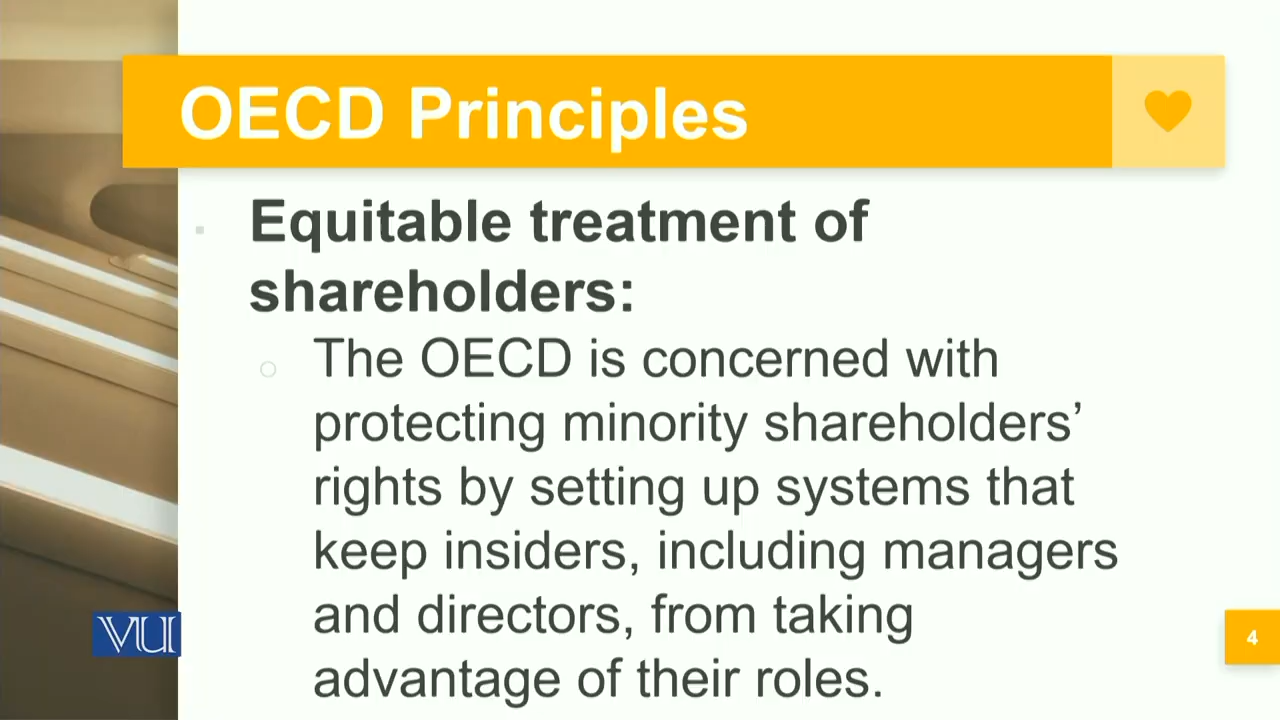 OECD Principles
Equitable treatment of
shareholders:
The OECD is concerned with
protecting minority shareholders’
rights by setting up systems that
keep insiders, including managers
and directors, from taking
advantage of their roles.
VU
4